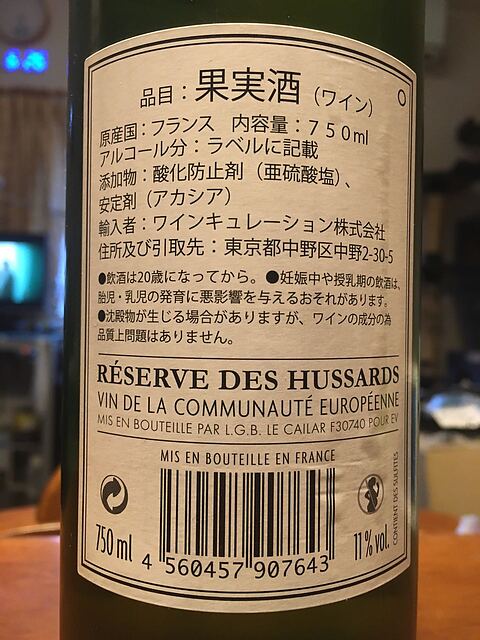 品目：果実酒（ワイン）
原産国：フランス　内容量：７５０ml
アルコール分：ラベルに記載
添加物：酸化防止剤（亜硫酸塩）、
安定剤（アカシア）
輸入者：ワインキュレーション株式会社
住所及び引取先：東京都中野区中野2-30-5
●飲酒は20歳になってから。●妊娠中や授乳期の飲酒は、
胎児・乳児の発育に悪影響を与えるおそれがあります。
●沈殿物が生じる場合がありますが、ワインの成分の為
品質上問題はありません。
RÉSERVE DES HUSSARDS
VIN DE LA COMMUNAUTÉ EUROPÉENNE
MIS EN BOUTEILLE PAR L.G.B. LE CAILAR F30740 POUR EV
MIS EN BOUTEILLE EN FRANCE
750 ml
4 560457 907643
11 % vol.
CONTIENT DES SULFITES